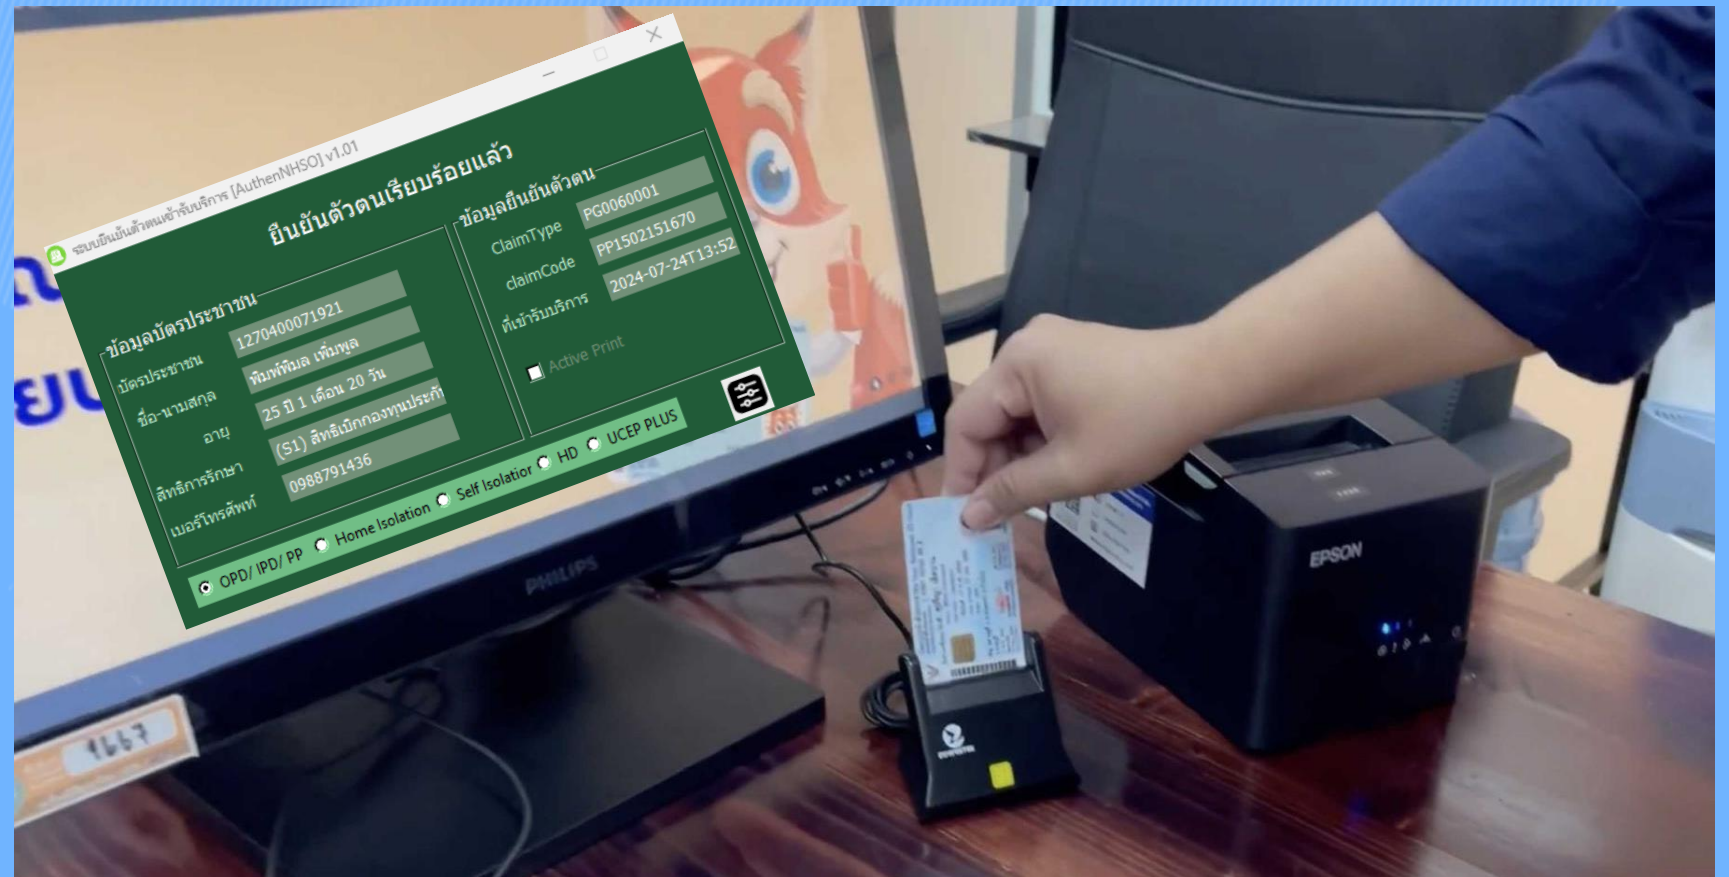 ระบบยืนยันตัวตนเข้ารับบริการ [AuthenNHSO] v1.01
ยืนยันตัวตนเรียบร้อยแล้ว
ข้อมูลบัตรประชาชน
บัตรประชาชน 1270400071921
ชื่อ-นามสกุล พิมพ์พิมล เพิ่มพูล
อายุ 25 ปี 1 เดือน 20 วัน
สิทธิการรักษา (S1) สิทธิเบิกกองทุนประกัน
เบอร์โทรศัพท์ 0988791436
ข้อมูลยืนยันตัวตน
ClaimType PG0060001
claimCode PP1502151670
ที่เข้ารับบริการ 2024-07-24T13:52
Active Print
OPD/ IPD/ PP Home Isolation Self Isolatior HD UCEP PLUS
PHILIPS
EPSON
1667